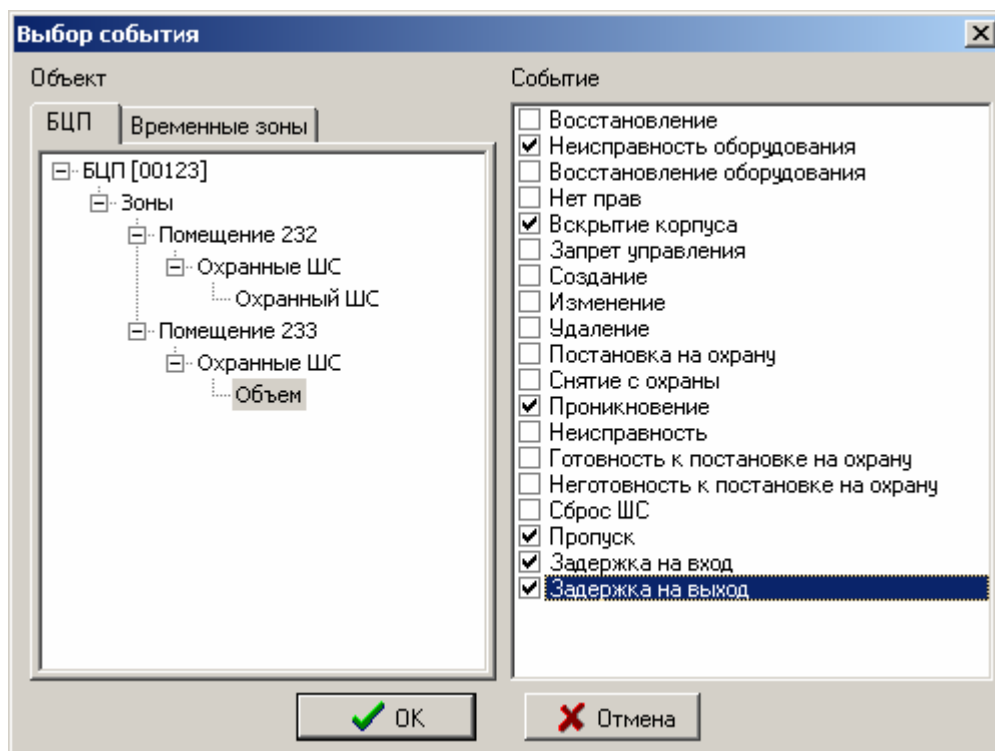 Выбор события
Объект
БЦП
Временные зоны
БЦП [00123]
Зоны
Помещение 232
Охранные ШС
Охранный ШС
Помещение 233
Охранные ШС
Объем
Событие
Восстановление
Неисправность оборудования
Восстановление оборудования
Нет прав
Вскрытие корпуса
Запрет управления
Создание
Изменение
Удаление
Постановка на охрану
Снятие с охраны
Проникновение
Неисправность
Готовность к постановке на охрану
Неготовность к постановке на охрану
Сброс ШС
Пропуск
Задержка на вход
Задержка на выход
OK
Отмена